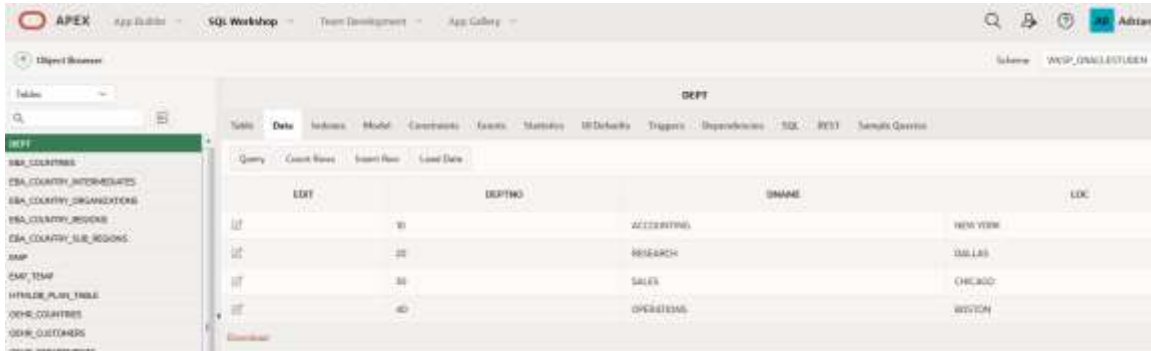 APEX App Builder SQL Workshop Team Development App Gallery Adrian
Object Browser Schema
Tables
DEPT
Table Data Indexes Model Constraints Grants Statistics UI Defaults Triggers Dependencies SQL REST Sample Queries
Query Count Rows Insert Row Load Data
EDIT DEPTNO DNAME LOC
10 ACCOUNTING NEW YORK
20 RESEARCH DALLAS
30 SALES CHICAGO
40 OPERATIONS BOSTON
Download
DEPT
EBA_COUNTRIES
EBA_COUNTRY_INTERMEDIATES
EBA_COUNTRY_ORGANIZATIONS
EBA_COUNTRY_REGIONS
EBA_COUNTRY_SUB_REGIONS
EMP
EMP_TEMP
HTMLDB_PLAN_TABLE
OEHR_COUNTRIES
OEHR_CUSTOMERS